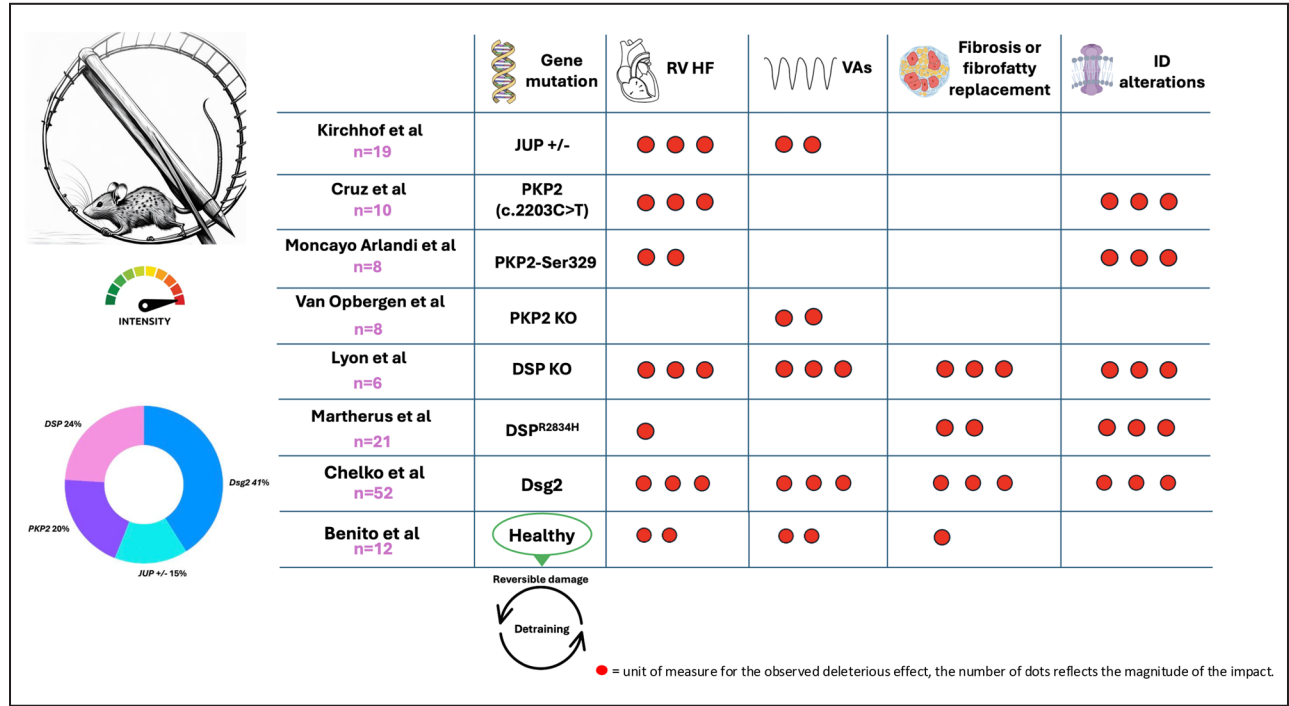 Gene
mutation
RV HF
VAs
Fibrosis or
fibrofatty
replacement
ID
alterations
Kirchhof et al
n=19
JUP +/-
Cruz et al
n=10
PKP2
(c.2203C>T)
Moncayo Arlandi et al
n=8
PKP2-Ser329
Van Opbergen et al
n=8
PKP2 KO
Lyon et al
n=6
DSP KO
Martherus et al
n=21
DSPR2834H
Chelko et al
n=52
Dsg2
Benito et al
n=12
Healthy
Reversible damage
Detraining
INTENSITY
DSP 24%
Dsg2 41%
PKP2 20%
JUP +/- 15%
= unit of measure for the observed deleterious effect, the number of dots reflects the magnitude of the impact.